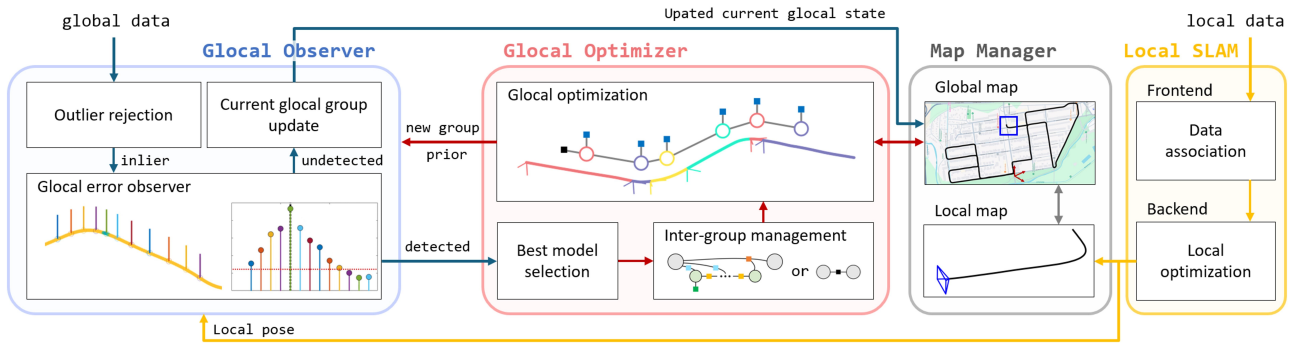 global data
Upated current glocal state
local data
Glocal Observer
Glocal Optimizer
Map Manager
Local SLAM
Outlier rejection
Current glocal group
update
inlier
undetected
Glocal error observer
detected
new group
prior
Glocal optimization
Best model
selection
Inter-group management
...
or
Global map
Local map
Frontend
Data
association
Backend
Local
optimization
Local pose